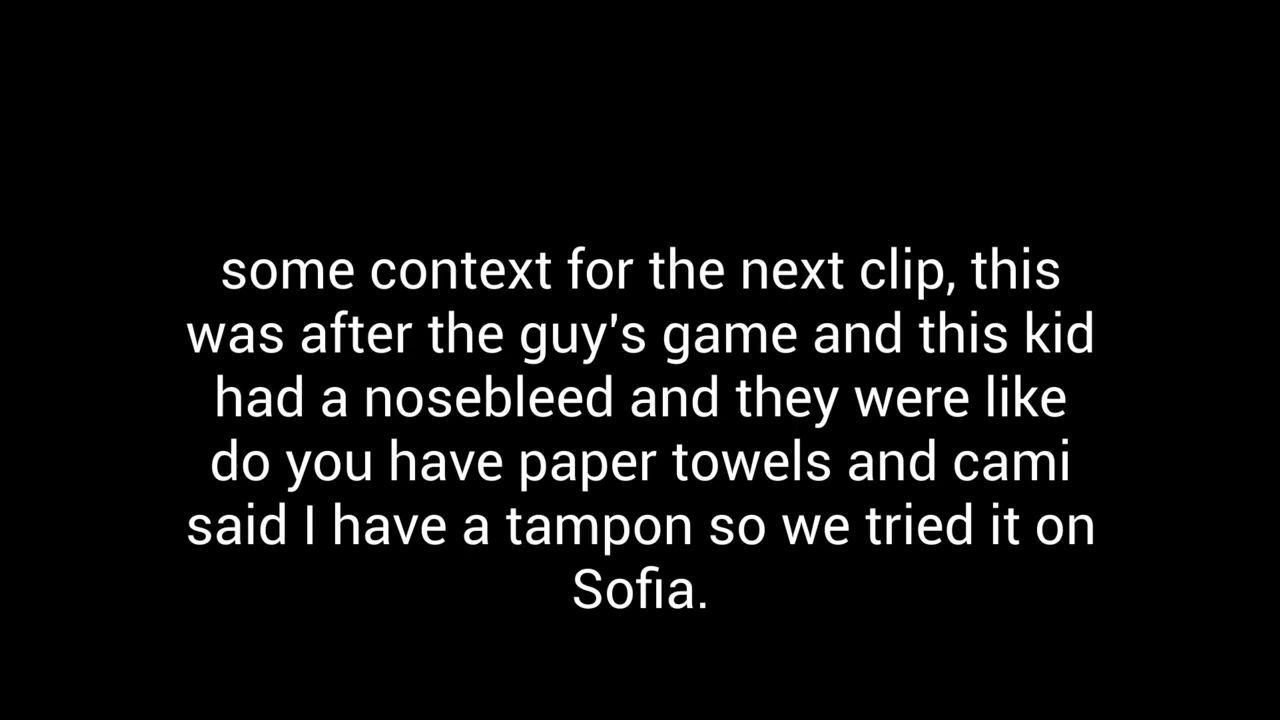 some context for the next clip, this
was after the guy's game and this kid
had a nosebleed and they were like
do you have paper towels and cami
said I have a tampon so we tried it on
Sofia.